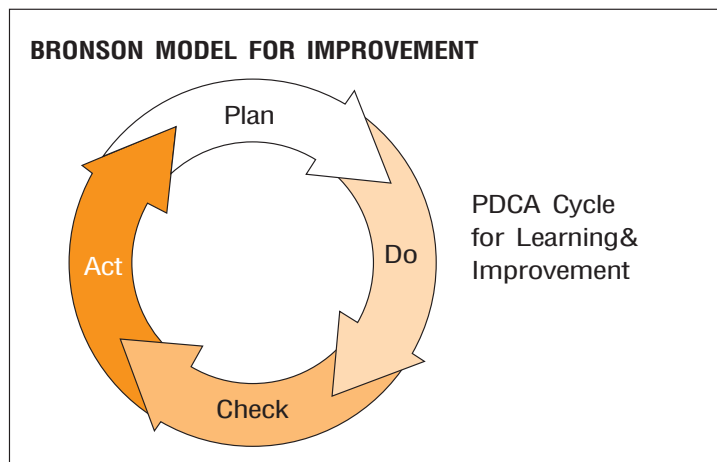 BRONSON MODEL FOR IMPROVEMENT
Plan
Do
PDCA Cycle
for Learning&
Improvement
Act
Check